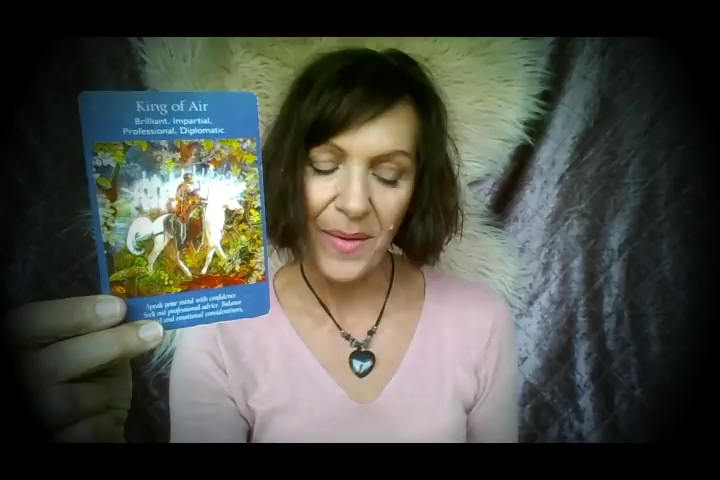 King of Air
Brilliant, Impartial,
Professional, Diplomatic
Speak your mind with confidence.
Seek out professional advice. Balance
and emotional considerations.